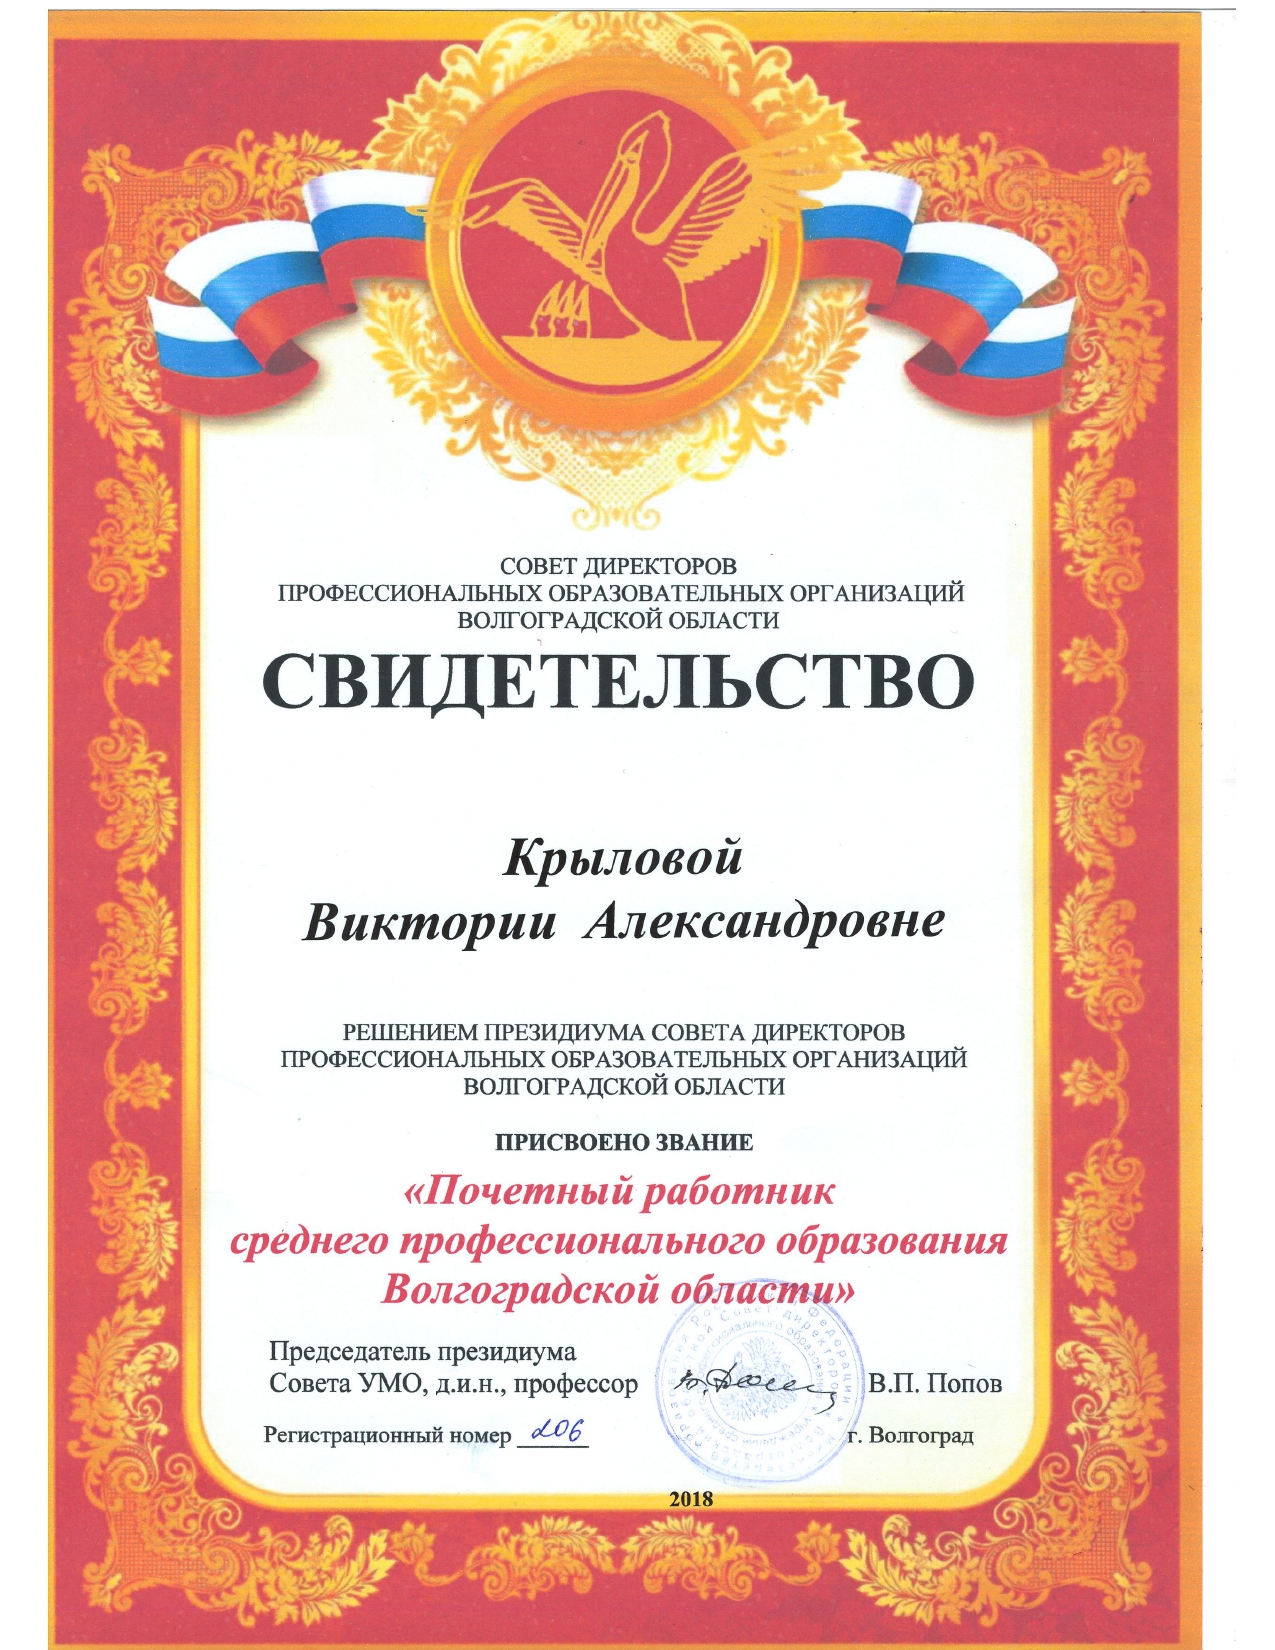 СОВЕТ ДИРЕКТОРОВ
ПРОФЕССИОНАЛЬНЫХ ОБРАЗОВАТЕЛЬНЫХ ОРГАНИЗАЦИЙ
ВОЛГОГРАДСКОЙ ОБЛАСТИ
СВИДЕТЕЛЬСТВО
Крыловой
Виктории Александровне
РЕШЕНИЕМ ПРЕЗИДИУМА СОВЕТА ДИРЕКТОРОВ
ПРОФЕССИОНАЛЬНЫХ ОБРАЗОВАТЕЛЬНЫХ ОРГАНИЗАЦИЙ
ВОЛГОГРАДСКОЙ ОБЛАСТИ
ПРИСВОЕНО ЗВАНИЕ
«Почетный работник
среднего профессионального образования
Волгоградской области»
Председатель президиума
Совета УМО, д.и.н., профессор В.П. Попов
Регистрационный номер 206 г. Волгоград
2018